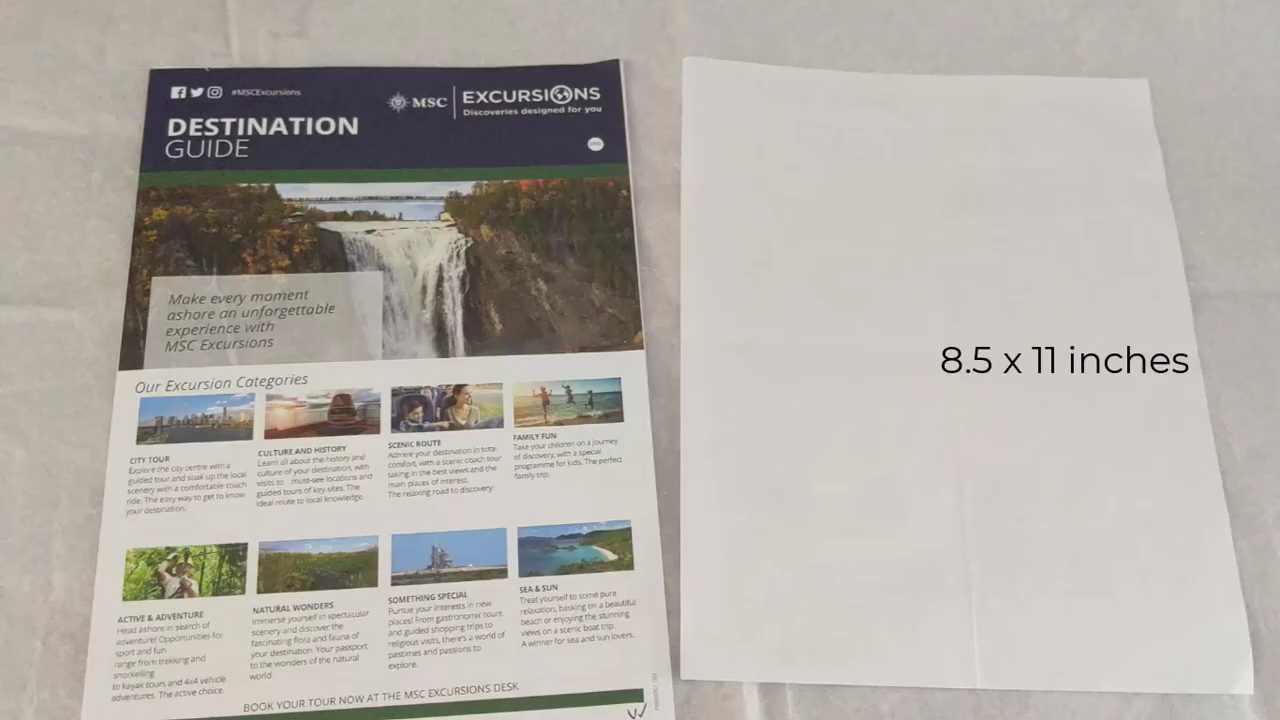 #MSCExcursions
MSC
EXCURSIONS
Discoveries designed for you
DESTINATION
GUIDE
Make every moment
ashore an unforgettable
experience with
MSC Excursions
Our Excursion Categories
CITY TOUR
Explore the city centre with a
guided tour and soak up the local
scenery with a comfortable coach
ride. The easy way to get to know
your destination.
CULTURE AND HISTORY
Learn all about the history and
culture of your destination, with
visits to must-see locations and
guided tours of key sites. The
ideal route to local knowledge.
SCENIC ROUTE
Admire your destination in total
comfort, with a scenic coach tour
taking in the best views and the
main places of interest.
The relaxing road to discovery.
FAMILY FUN
Take your children on a journey
of discovery, with a special
programme for kids. The perfect
family trip.
ACTIVE & ADVENTURE
Head ashore in search of
adventure! Opportunities for
sport and fun
range from trekking and
snorkelling
to kayak tours and 4x4 vehicle
adventures. The active choice.
NATURAL WONDERS
Immerse yourself in spectacular
scenery and discover the
fascinating flora and fauna of
your destination. Your passport
to the wonders of the natural
world.
SOMETHING SPECIAL
Pursue your interests in new
places! From gastronomic tours
and guided shopping trips to
religious visits, there's a world of
pastimes and passions to
explore.
SEA & SUN
Treat yourself to some pure
relaxation, basking on a beautiful
beach or enjoying the stunning
views on a scenic boat trip.
A winner for sea and sun lovers.
BOOK YOUR TOUR NOW AT THE MSC EXCURSIONS DESK
8.5 x 11 inches